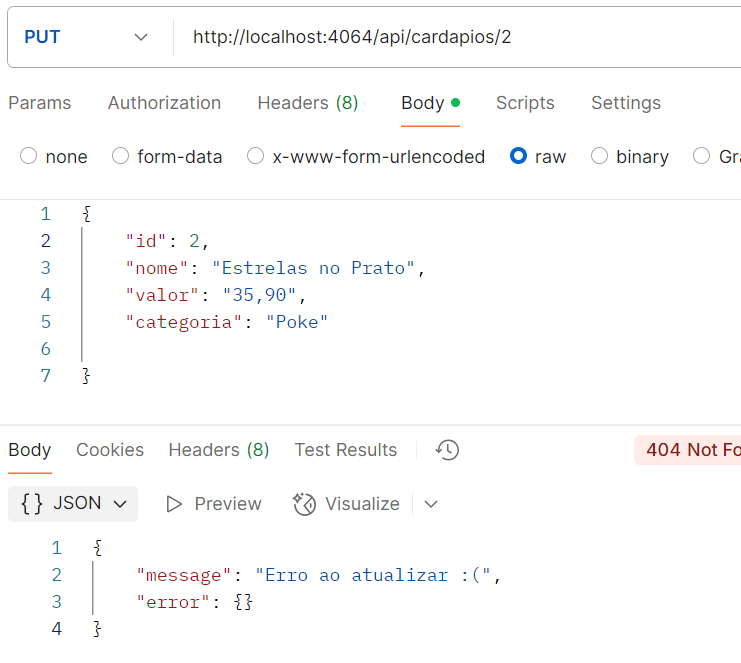 PUT http://localhost:4064/api/cardapios/2
Params Authorization Headers (8) Body Scripts Settings
none form-data x-www-form-urlencoded raw binary Gra
1 {
2 "id": 2,
3 "nome": "Estrelas no Prato",
4 "valor": "35,90",
5 "categoria": "Poke"
6
7 }
Body Cookies Headers (8) Test Results 404 Not Fo
{} JSON Preview Visualize
1 {
2 "message": "Erro ao atualizar :(",
3 "error": {}
4 }